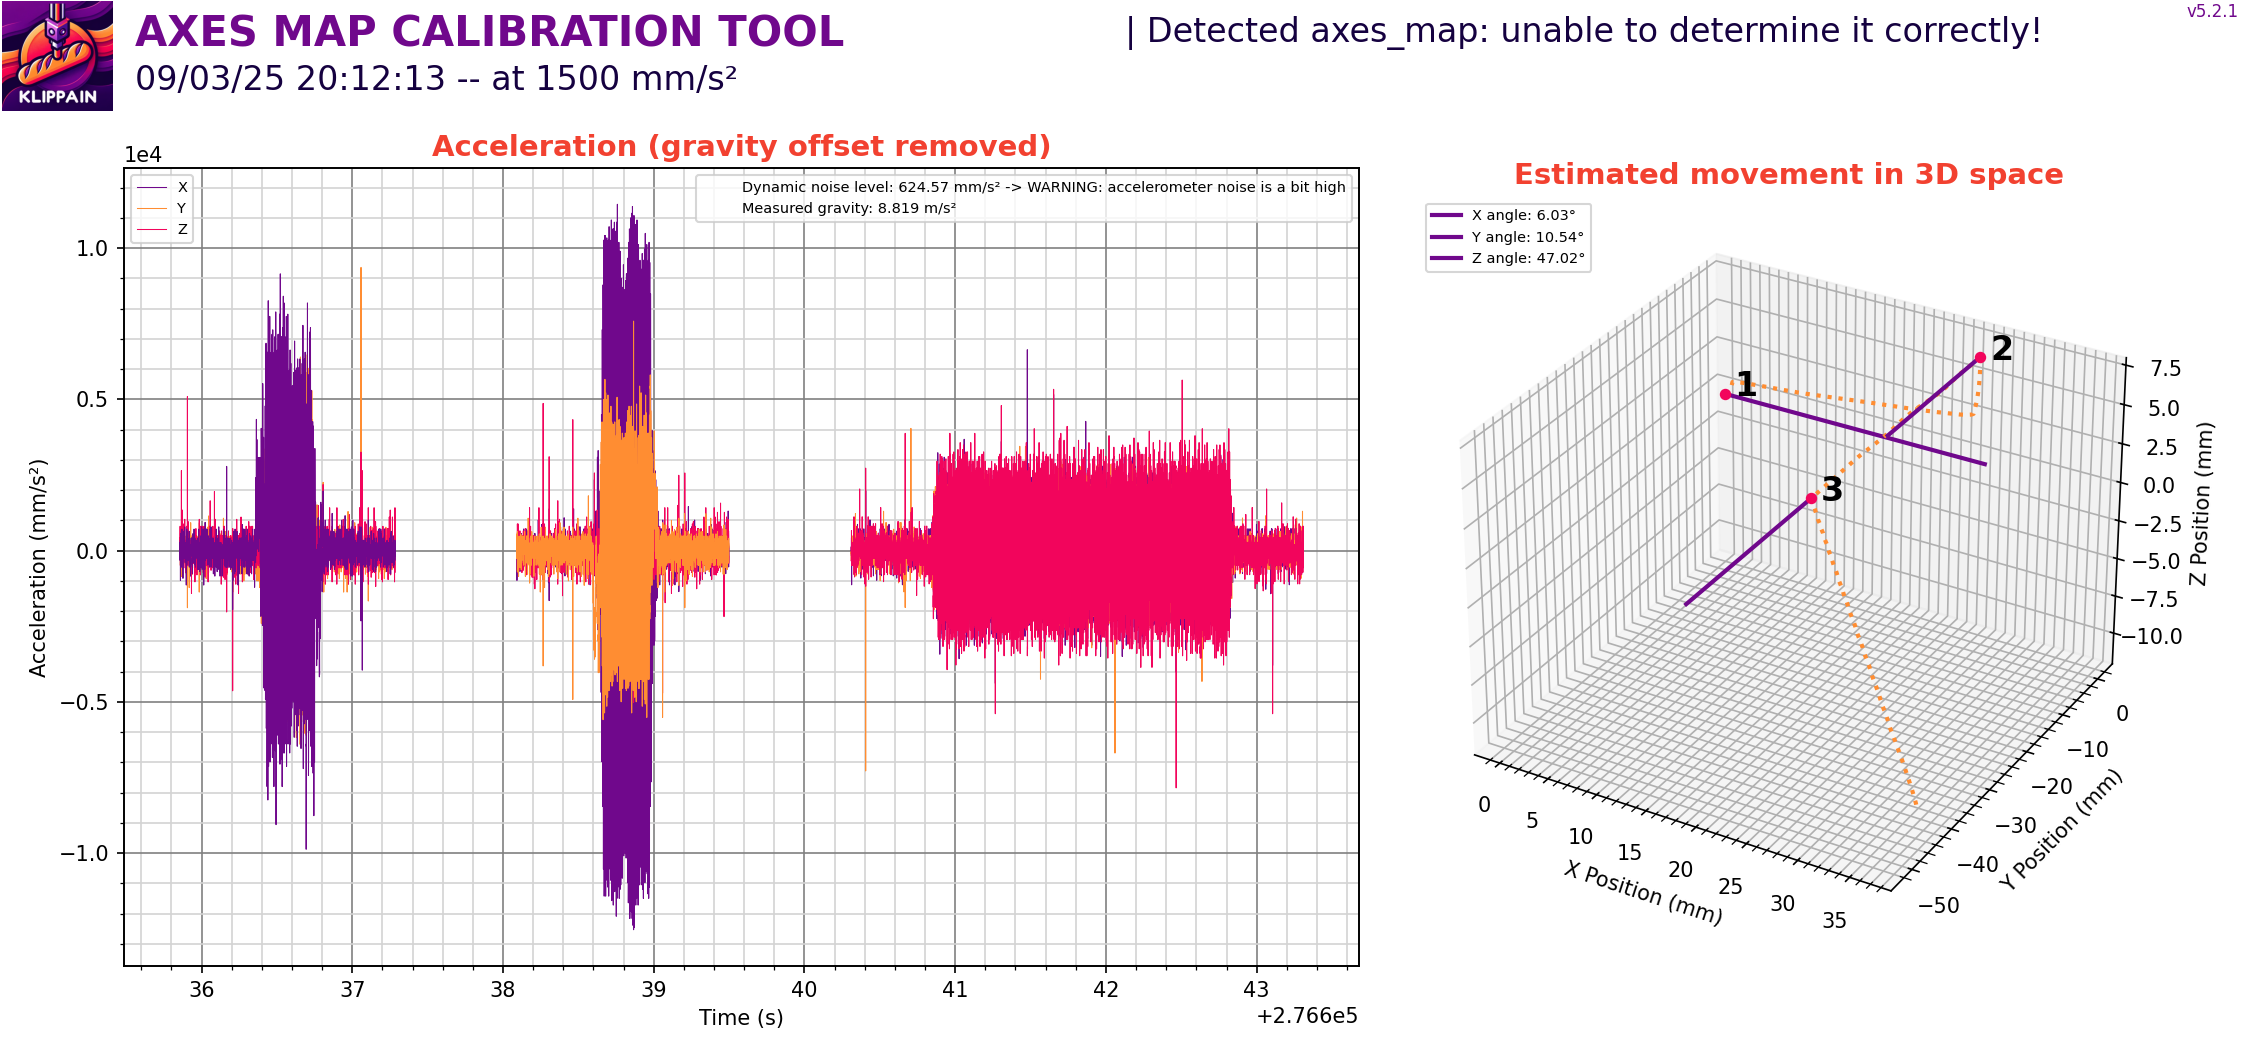 AXES MAP CALIBRATION TOOL
| Detected axes_map: unable to determine it correctly!
v5.2.1
09/03/25 20:12:13 -- at 1500 mm/s²
KLIPPAIN
Acceleration (gravity offset removed)
1e4
X
Y
Z
Dynamic noise level: 624.57 mm/s² -> WARNING: accelerometer noise is a bit high
Measured gravity: 8.819 m/s²
1.0
0.5
0.0
−0.5
−1.0
Acceleration (mm/s²)
36
37
38
39
40
41
42
43
Time (s)
+2.766e5
Estimated movement in 3D space
X angle: 6.03°
Y angle: 10.54°
Z angle: 47.02°
1
2
3
7.5
5.0
2.5
0.0
−2.5
−5.0
−7.5
−10.0
Z Position (mm)
0
−10
−20
−30
−40
−50
Y Position (mm)
0
5
10
15
20
25
30
35
X Position (mm)